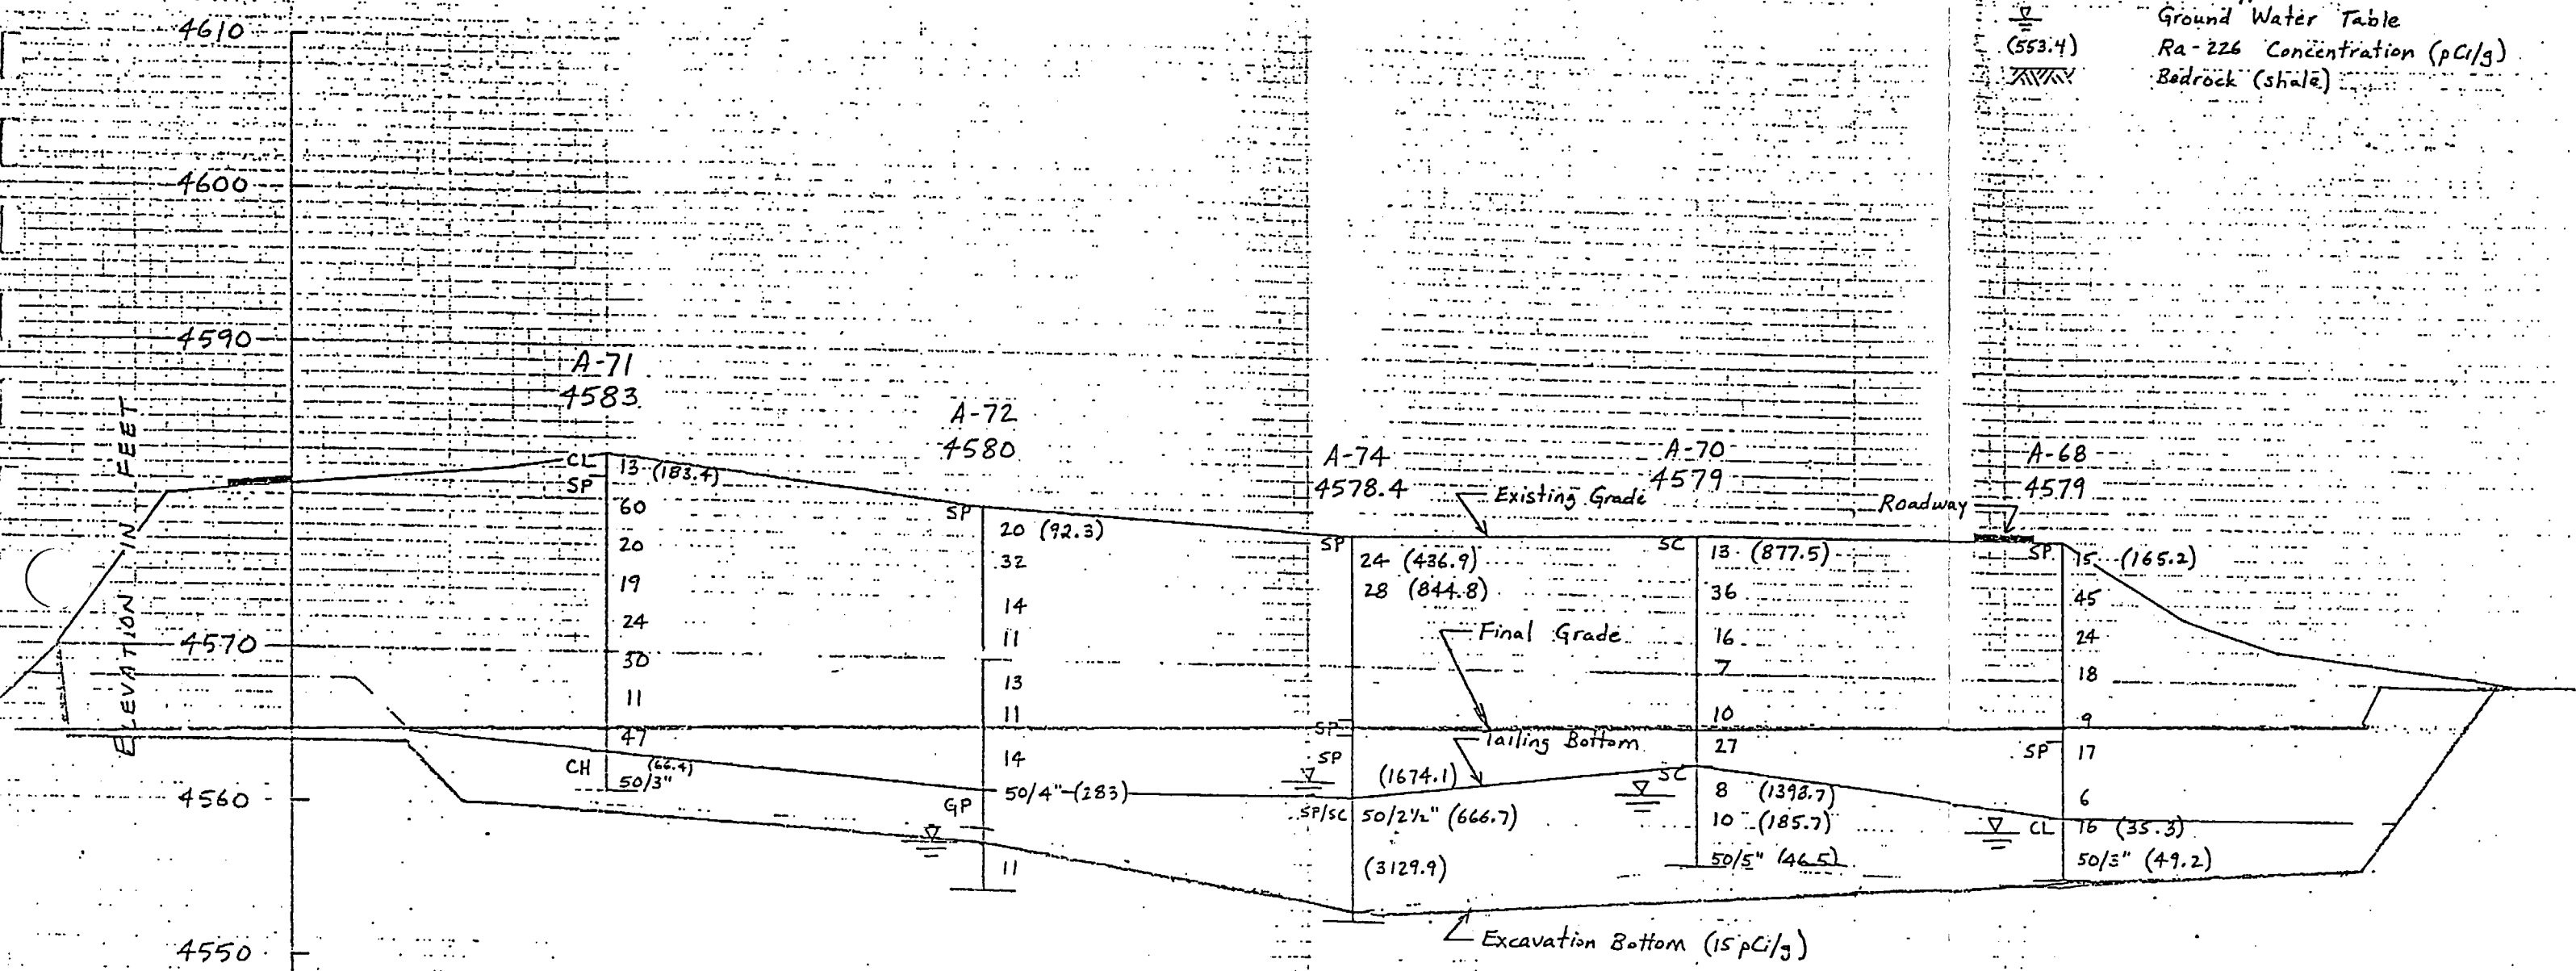 Ground Water Table
(553.4) Ra-226 Concentration (pCi/g)
Bedrock (shale)
ELEVATION IN FEET
4610
4600
4590
4570
4560
4550
A-71
4583
CL 13 (183.4)
SP
60
20
19
24
30
11
47
CH (66.4)
50/3"
A-72
4580
SP
20 (92.3)
32
14
11
13
11
14
50/4" (283)
GP
11
A-74
4578.4
SP
24 (436.9)
28 (844.8)
SP
SP
(1674.1)
SP/SC 50/2½" (666.7)
(3129.9)
Existing Grade
Final Grade
Tailing Bottom
A-70
4579
SC 13 (877.5)
36
16
7
10
27
SC
8 (1398.7)
10 (185.7)
50/5" (46.5)
Roadway
A-68
4579
SP 15 (165.2)
45
24
18
9
SP 17
6
CL 16 (35.3)
50/3" (49.2)
Excavation Bottom (15 pCi/g)